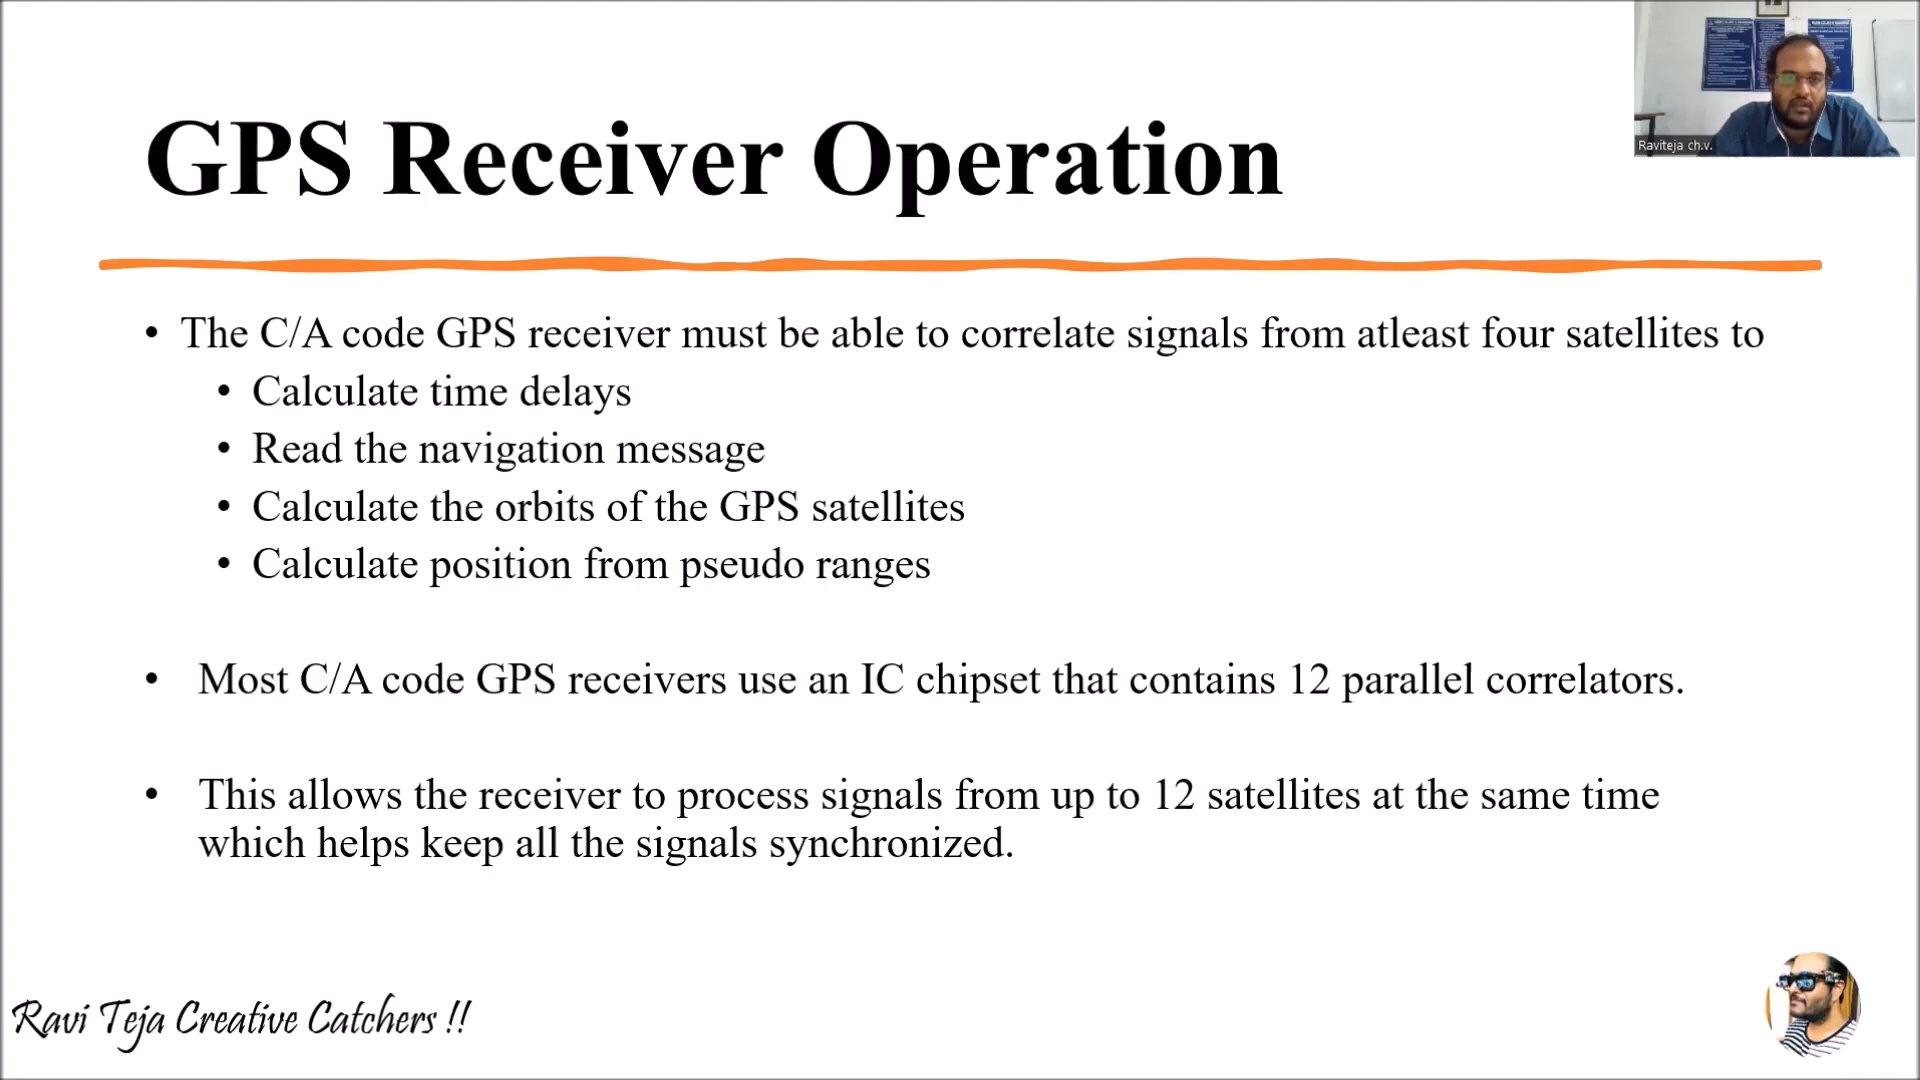 GPS Receiver Operation
Raviteja ch.v.
• The C/A code GPS receiver must be able to correlate signals from atleast four satellites to
• Calculate time delays
• Read the navigation message
• Calculate the orbits of the GPS satellites
• Calculate position from pseudo ranges
• Most C/A code GPS receivers use an IC chipset that contains 12 parallel correlators.
• This allows the receiver to process signals from up to 12 satellites at the same time
which helps keep all the signals synchronized.
Ravi Teja Creative Catchers !!